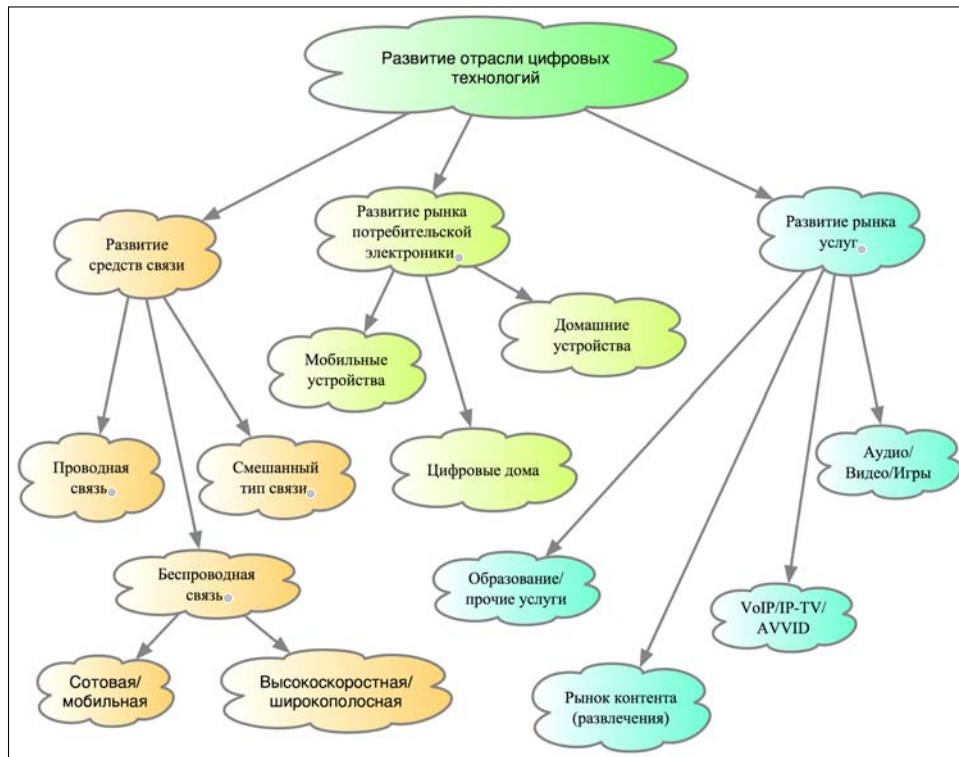 Развитие отрасли цифровых
технологий
Развитие
средств связи
Развитие рынка
потребительской
электроники
Развитие рынка
услуг
Мобильные
устройства
Домашние
устройства
Проводная
связь
Смешанный
тип связи
Цифровые дома
Аудио/
Видео/Игры
Беспроводная
связь
Образование/
прочие услуги
VoIP/IP-TV/
AVVID
Сотовая/
мобильная
Высокоскоростная/
широкополосная
Рынок контента
(развлечения)